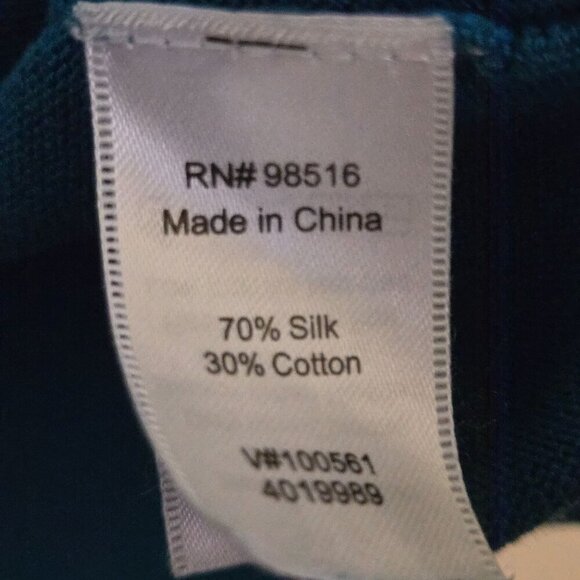 RN# 98516
Made in China
70% Silk
30% Cotton
V#100561
4019989